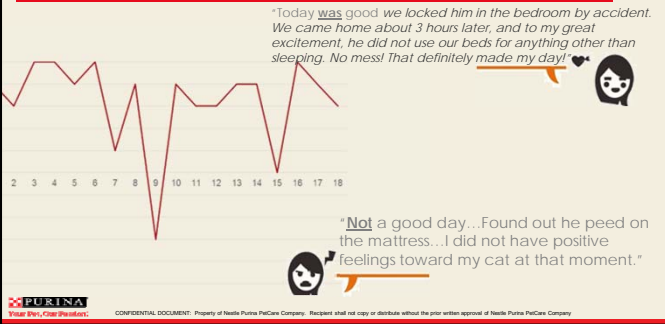 "Today was good we locked him in the bedroom by accident.
We came home about 3 hours later, and to my great
excitement, he did not use our beds for anything other than
sleeping. No mess! That definitely made my day!"
2 3 4 5 6 7 8 9 10 11 12 13 14 15 16 17 18
"Not a good day...Found out he peed on
the mattress...I did not have positive
feelings toward my cat at that moment."
PURINA
Your Pet, Our Passion.
CONFIDENTIAL DOCUMENT: Property of Nestle Purina PetCare Company. Recipient shall not copy or distribute without the prior written approval of Nestle Purina PetCare Company